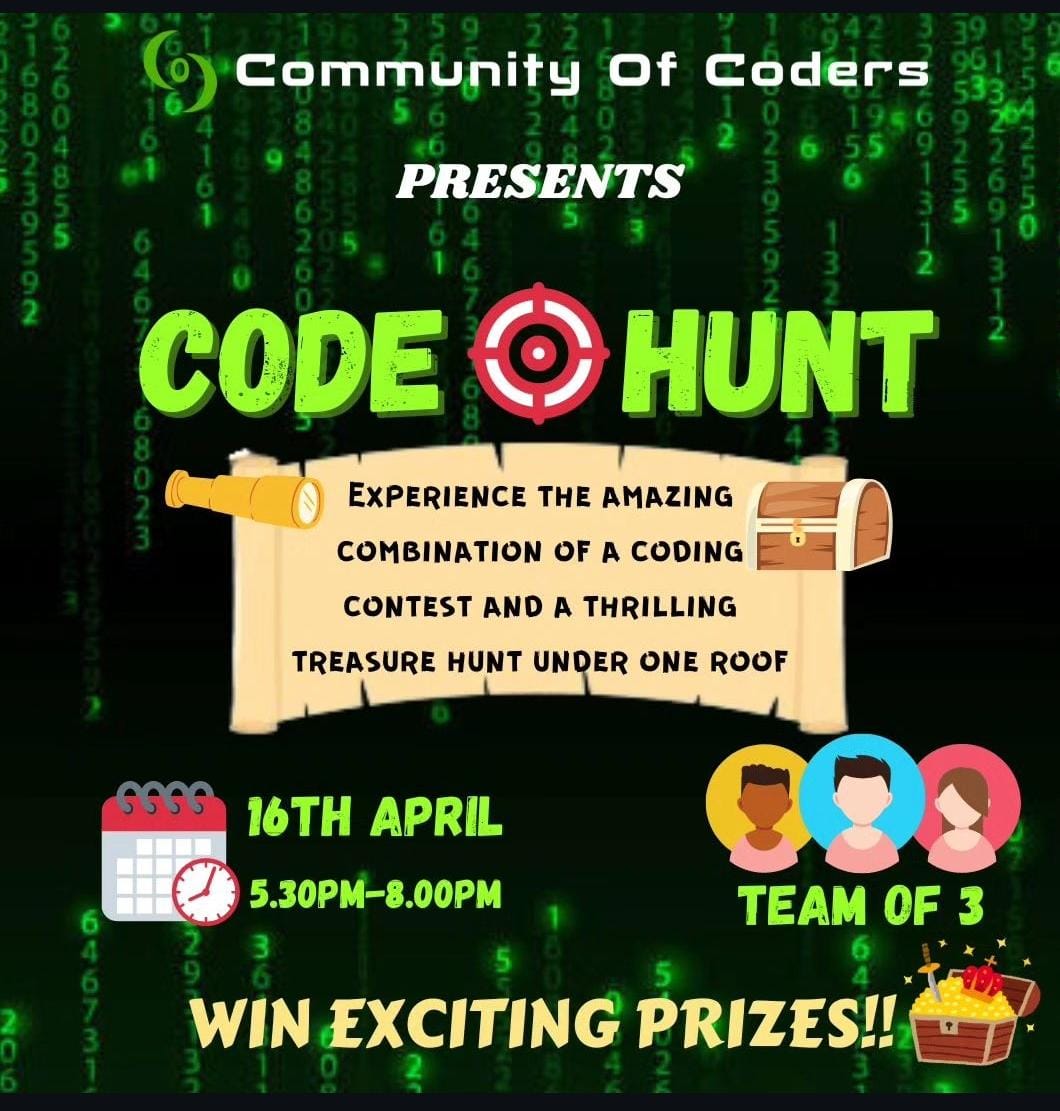 Community Of Coders
PRESENTS
CODE HUNT
EXPERIENCE THE AMAZING
COMBINATION OF A CODING
CONTEST AND A THRILLING
TREASURE HUNT UNDER ONE ROOF
16TH APRIL
5.30PM-8.00PM
TEAM OF 3
WIN EXCITING PRIZES!!